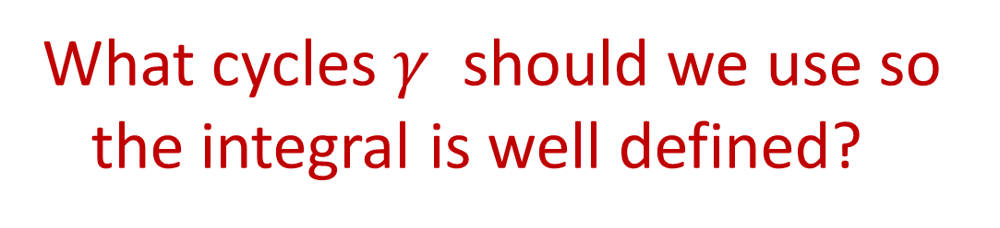 What cycles γ should we use so
the integral is well defined?